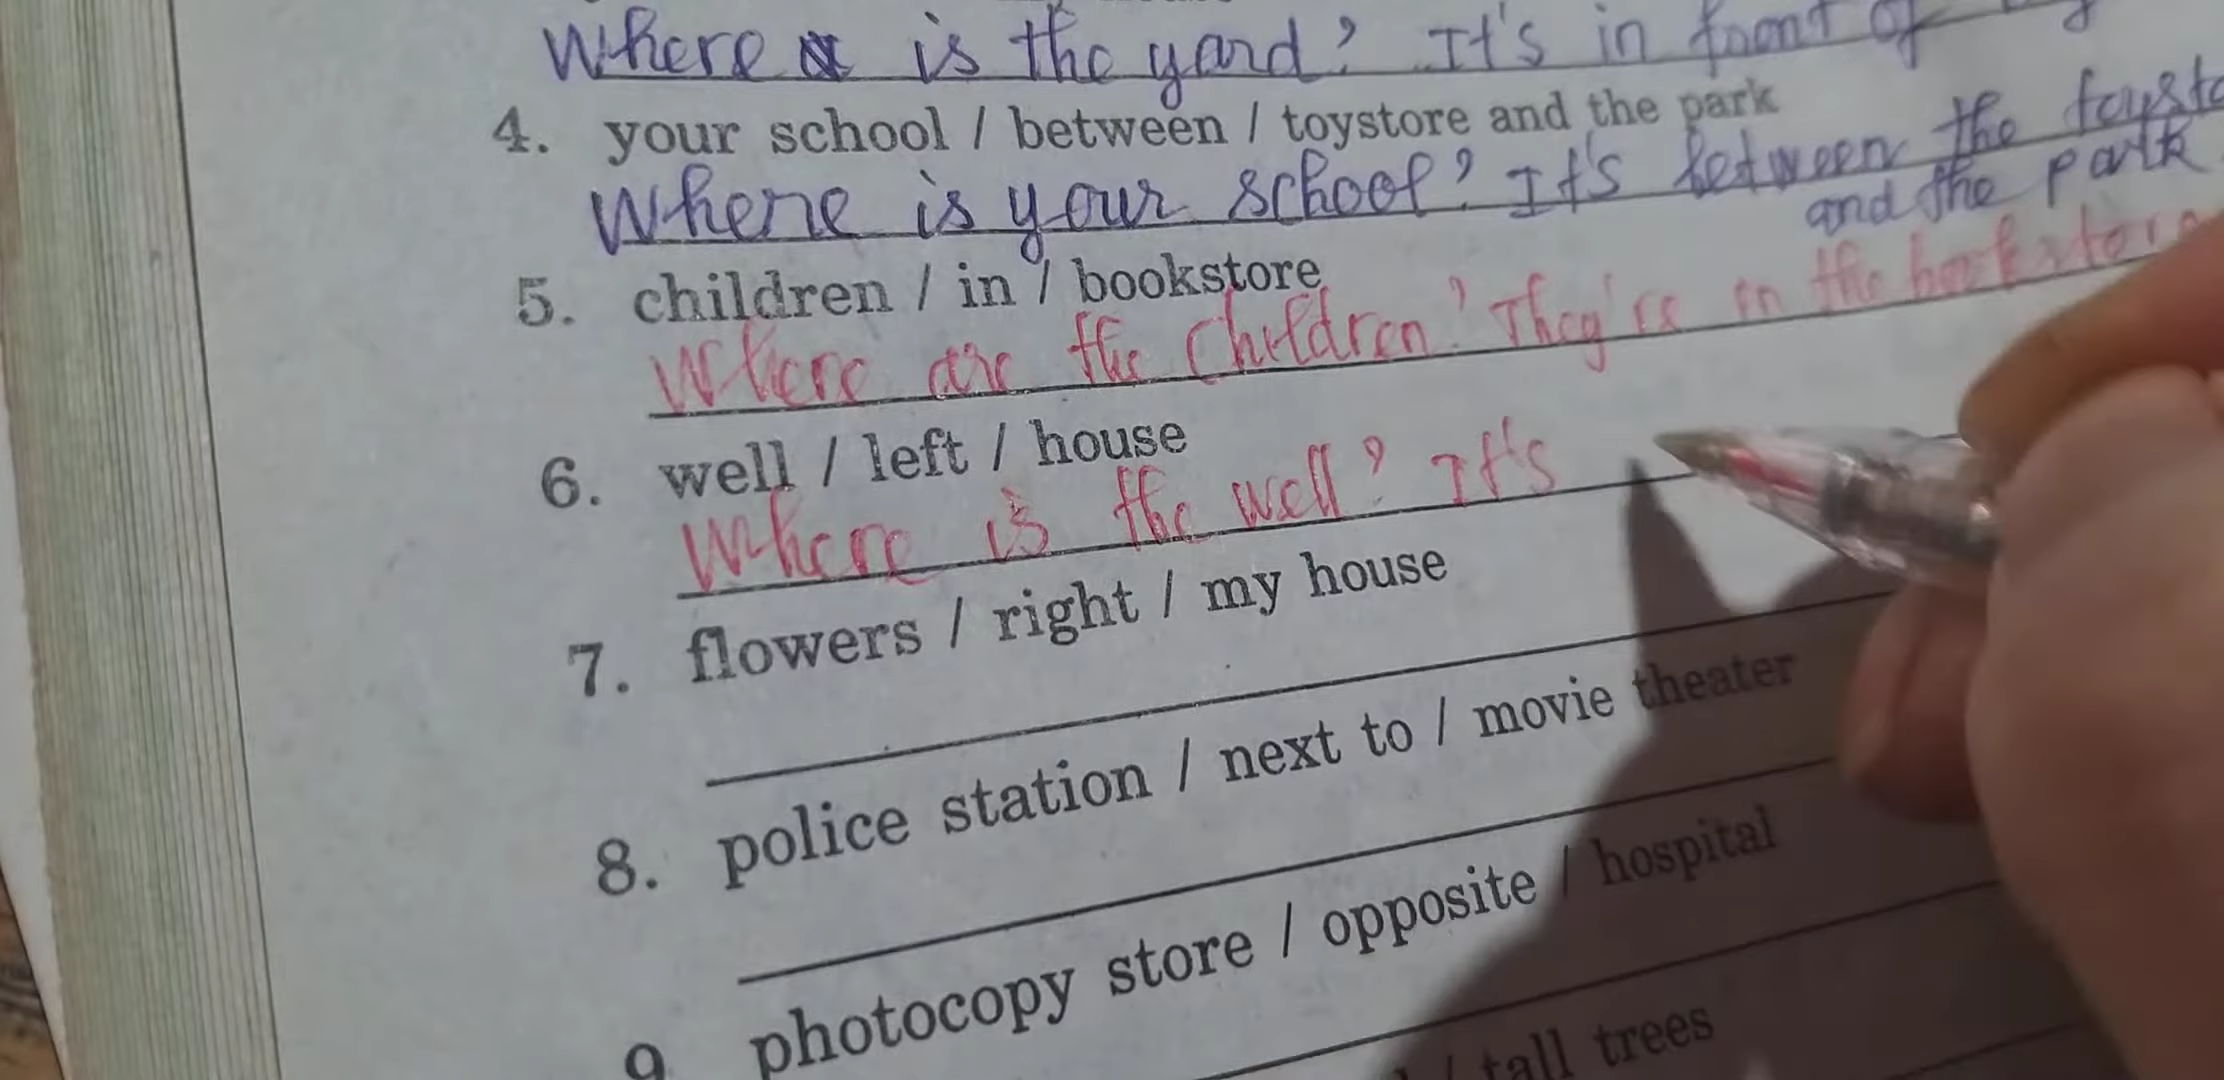 Where is the yard? It's in front of
4. your school / between / toystore and the park
Where is your school? It's between the toysto
and the park
5. children / in / bookstore
Where are the children? They're in the bookstore
6. well / left / house
Where is the well? It's
7. flowers / right / my house
8. police station / next to / movie theater
9 photocopy store / opposite / hospital
/ tall trees